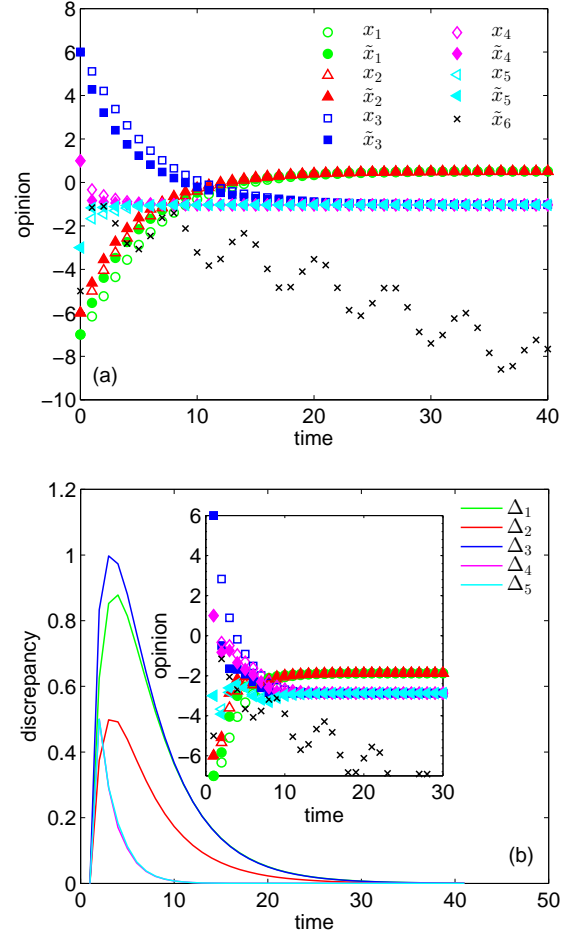 8
6
4
2
0
−2
−4
−6
−8
−10
opinion
x₁ x₄
x̃₁ x̃₄
x₂ x₅
x̃₂ x̃₅
x₃ x̃₆
x̃₃
(a)
0 10 20 30 40
time
1.2
1
0.8
0.6
0.4
0.2
0
discrepancy
Δ₁
Δ₂
Δ₃
Δ₄
Δ₅
6
4
2
0
−2
−4
−6
opinion
0 10 20 30
time
(b)
0 10 20 30 40 50
time